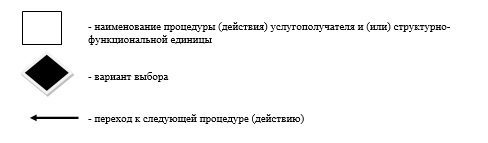 - наименование процедуры (действия) услугополучателя и (или) структурно-
функциональной единицы
- вариант выбора
- переход к следующей процедуре (действию)